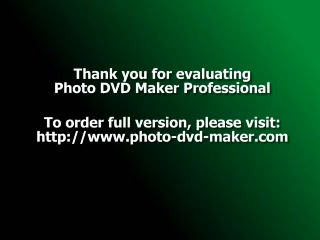 Thank you for evaluating
Photo DVD Maker Professional
To order full version, please visit:
http://www.photo-dvd-maker.com